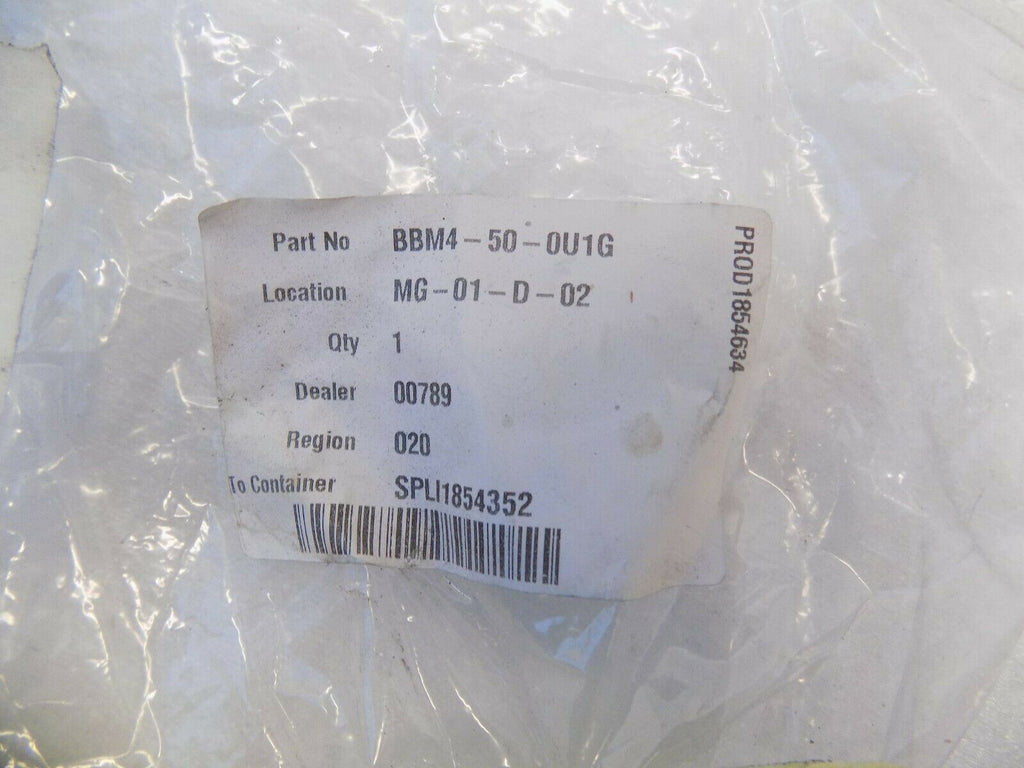 Part No BBM4-50-0U1G
Location MG-01-D-02
Qty 1
Dealer 00789
Region 020
To Container SPLI1854352
PROD1854634